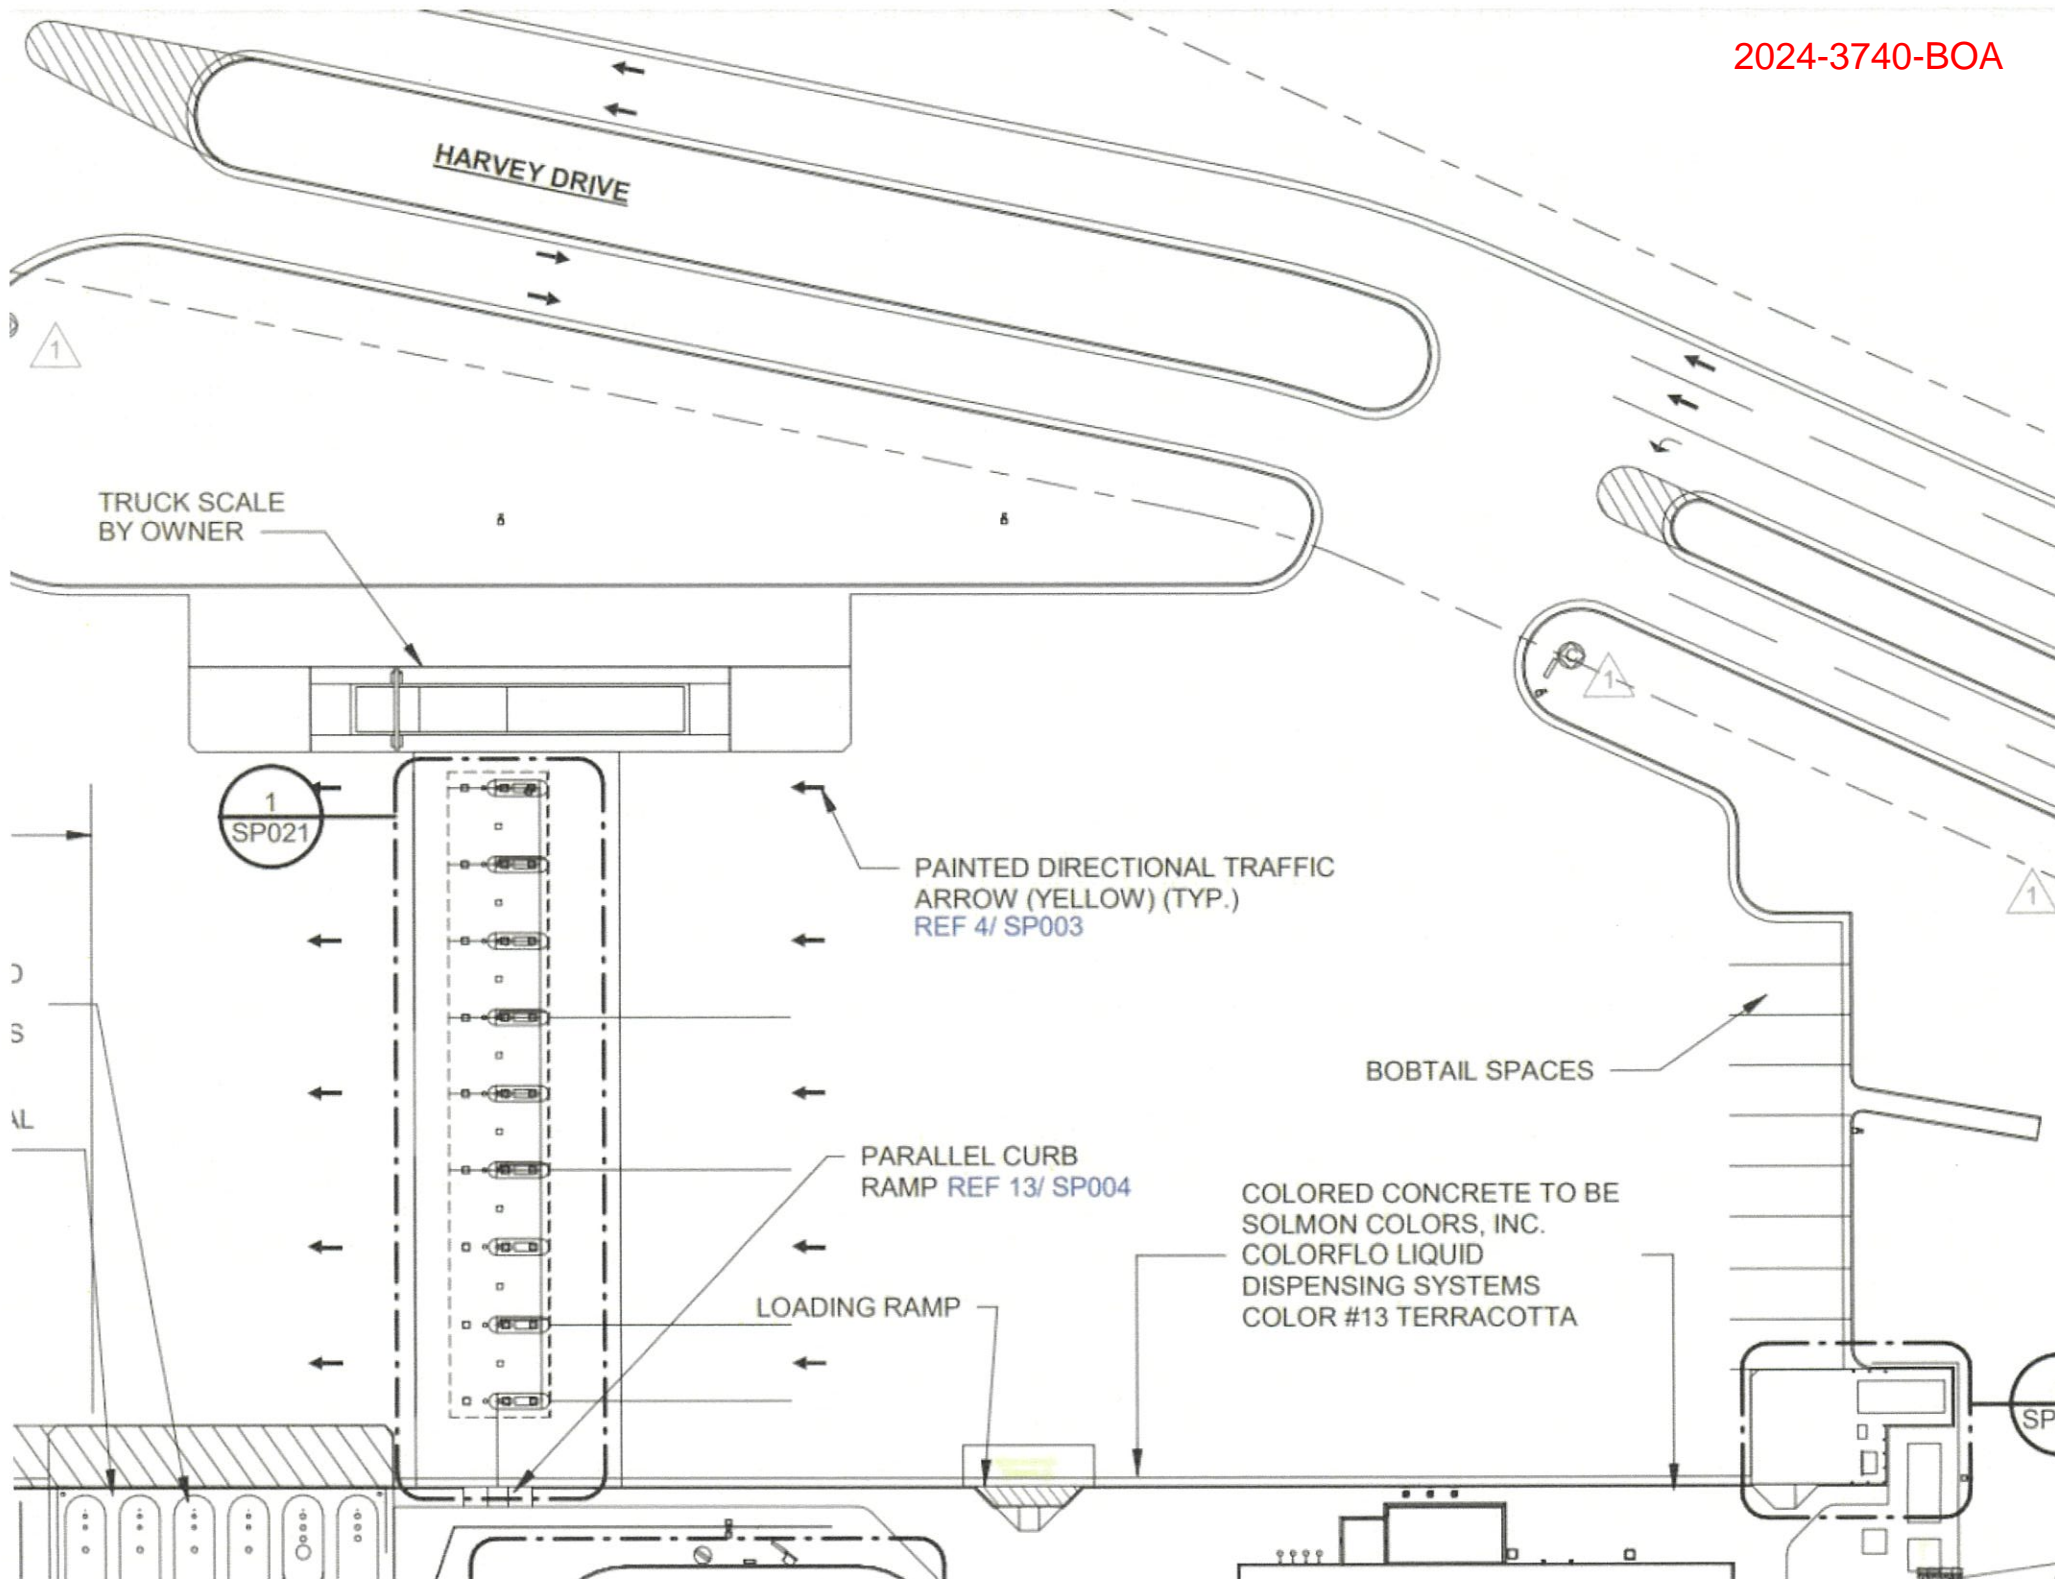 2024-3740-BOA
HARVEY DRIVE
1
TRUCK SCALE
BY OWNER
1
1
SP021
PAINTED DIRECTIONAL TRAFFIC
ARROW (YELLOW) (TYP.)
REF 4/ SP003
1
BOBTAIL SPACES
PARALLEL CURB
RAMP REF 13/ SP004
COLORED CONCRETE TO BE
SOLMON COLORS, INC.
COLORFLO LIQUID
DISPENSING SYSTEMS
COLOR #13 TERRACOTTA
LOADING RAMP
SP